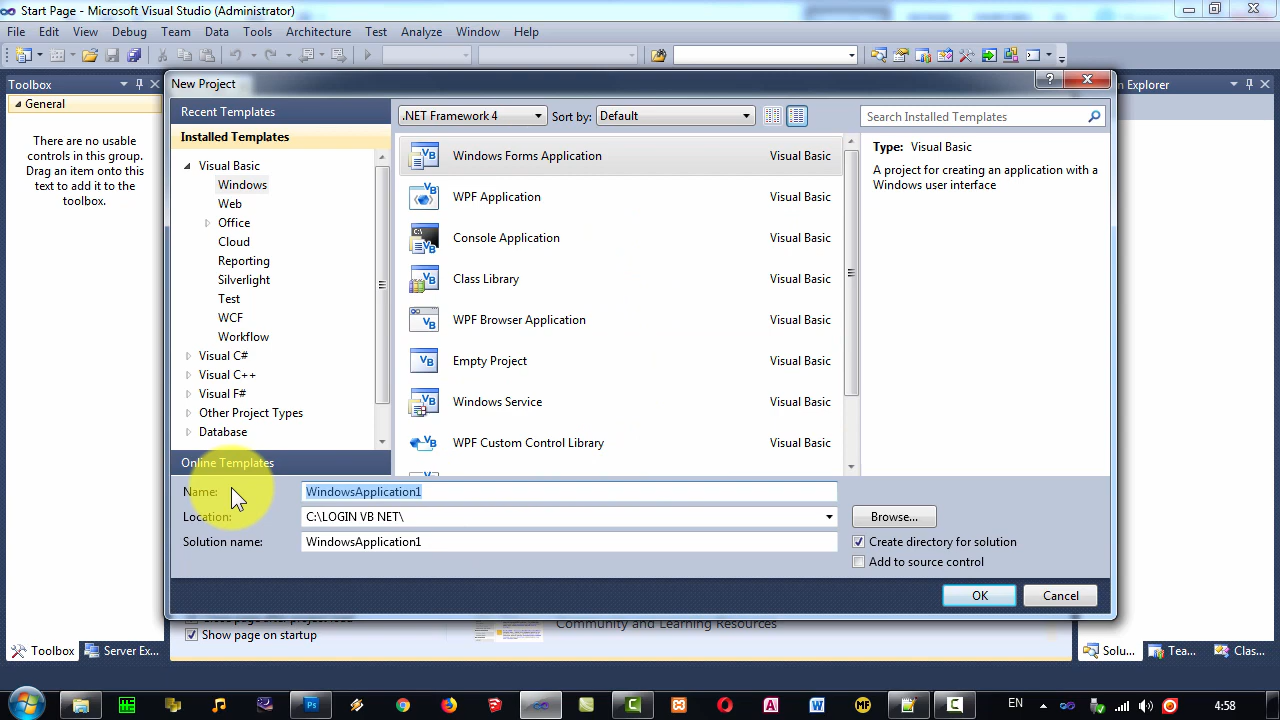 Start Page - Microsoft Visual Studio (Administrator)
File Edit View Debug Team Data Tools Architecture Test Analyze Window Help
Toolbox
General
There are no usable
controls in this group.
Drag an item onto this
text to add it to the
toolbox.
Toolbox Server Ex...
New Project
Recent Templates
Installed Templates
Visual Basic
Windows
Web
Office
Cloud
Reporting
Silverlight
Test
WCF
Workflow
Visual C#
Visual C++
Visual F#
Other Project Types
Database
Online Templates
.NET Framework 4 Sort by: Default
Windows Forms Application Visual Basic
WPF Application Visual Basic
Console Application Visual Basic
Class Library Visual Basic
WPF Browser Application Visual Basic
Empty Project Visual Basic
Windows Service Visual Basic
WPF Custom Control Library Visual Basic
Search Installed Templates
Type: Visual Basic
A project for creating an application with a
Windows user interface
Name: WindowsApplication1
Location: C:\LOGIN VB NET\ Browse...
Solution name: WindowsApplication1
Create directory for solution
Add to source control
OK Cancel
Show page on startup
Community and Learning Resources
n Explorer
Solu... Tea... Clas...
EN 4:58